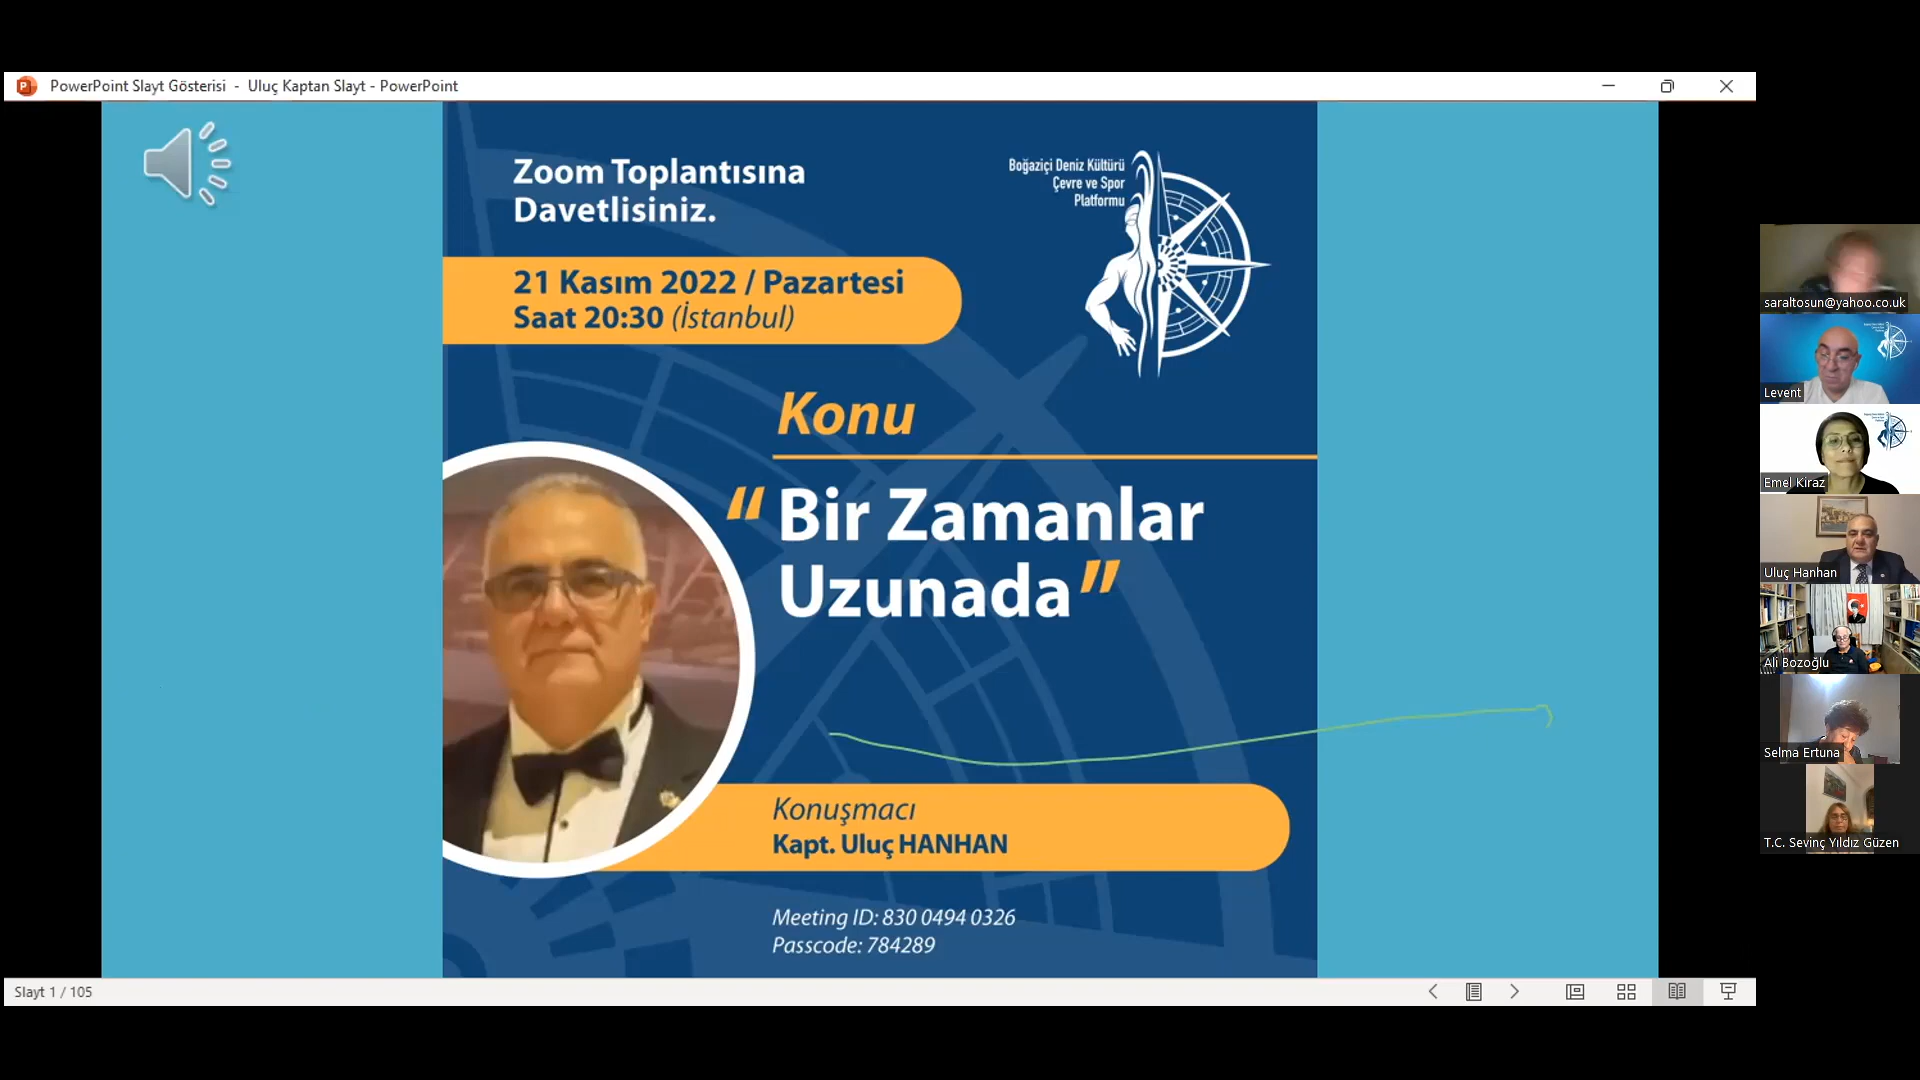 PowerPoint Slayt Gösterisi - Uluç Kaptan Slayt - PowerPoint
Zoom Toplantısına
Davetlisiniz.
Boğaziçi Deniz Kültürü
Çevre ve Spor
Platformu
21 Kasım 2022 / Pazartesi
Saat 20:30 (İstanbul)
Konu
“Bir Zamanlar
Uzunada”
Konuşmacı
Kapt. Uluç HANHAN
Meeting ID: 830 0494 0326
Passcode: 784289
Slayt 1 / 105
saraltosun@yahoo.co.uk
Levent
Emel Kiraz
Uluç Hanhan
Ali Bozoğlu
Selma Ertuna
T.C. Sevinç Yıldız Güzen